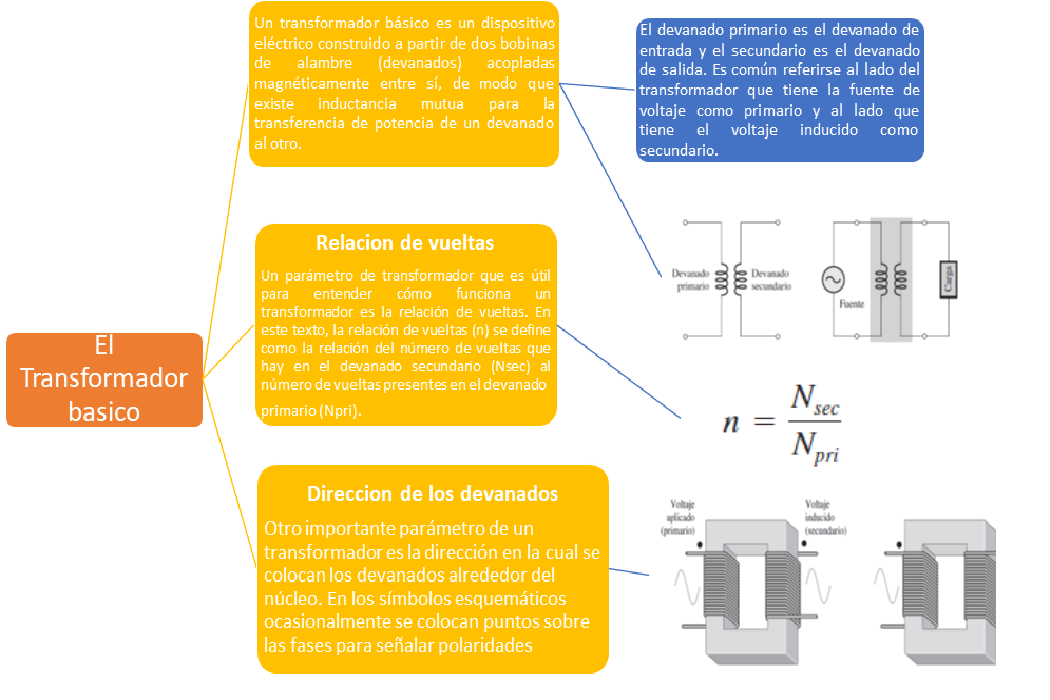 El
Transformador
basico
Un transformador básico es un dispositivo
eléctrico construido a partir de dos bobinas
de alambre (devanados) acopladas
magnéticamente entre sí, de modo que
existe inductancia mutua para la
transferencia de potencia de un devanado
al otro.
El devanado primario es el devanado de
entrada y el secundario es el devanado
de salida. Es común referirse al lado del
transformador que tiene la fuente de
voltaje como primario y al lado que
tiene el voltaje inducido como
secundario.
Devanado
primario
Devanado
secundario
Fuente
Carga
Relacion de vueltas
Un parámetro de transformador que es útil
para entender cómo funciona un
transformador es la relación de vueltas. En
este texto, la relación de vueltas (n) se define
como la relación del número de vueltas que
hay en el devanado secundario (Nsec) al
número de vueltas presentes en el devanado
primario (Npri).
n = N_sec / N_pri
Direccion de los devanados
Otro importante parámetro de un
transformador es la dirección en la cual se
colocan los devanados alrededor del
núcleo. En los símbolos esquemáticos
ocasionalmente se colocan puntos sobre
las fases para señalar polaridades
Voltaje
aplicado
(primario)
Voltaje
inducido
(secundario)